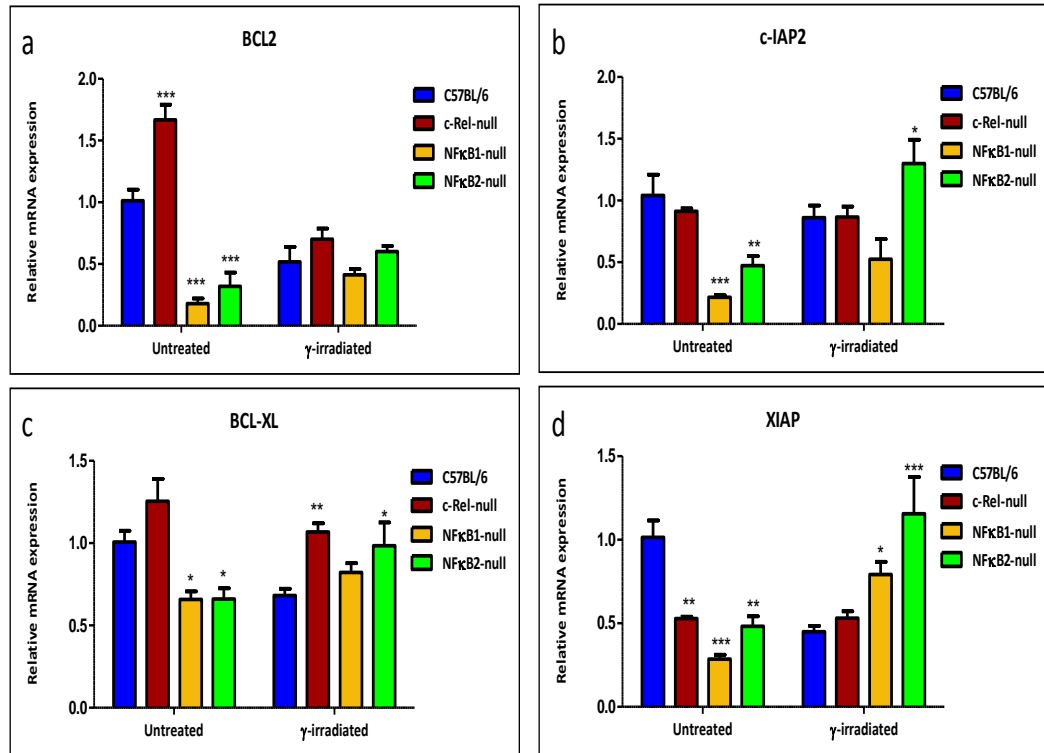 a
BCL2
Relative mRNA expression
2.0
1.5
1.0
0.5
0.0
***
***
***
Untreated
γ-irradiated
C57BL/6
c-Rel-null
NFκB1-null
NFκB2-null
b
c-IAP2
Relative mRNA expression
2.0
1.5
1.0
0.5
0.0
***
**
*
Untreated
γ-irradiated
C57BL/6
c-Rel-null
NFκB1-null
NFκB2-null
c
BCL-XL
Relative mRNA expression
1.5
1.0
0.5
0.0
*
*
**
*
Untreated
γ-irradiated
C57BL/6
c-Rel-null
NFκB1-null
NFκB2-null
d
XIAP
Relative mRNA expression
1.5
1.0
0.5
0.0
**
***
**
*
***
Untreated
γ-irradiated
C57BL/6
c-Rel-null
NFκB1-null
NFκB2-null